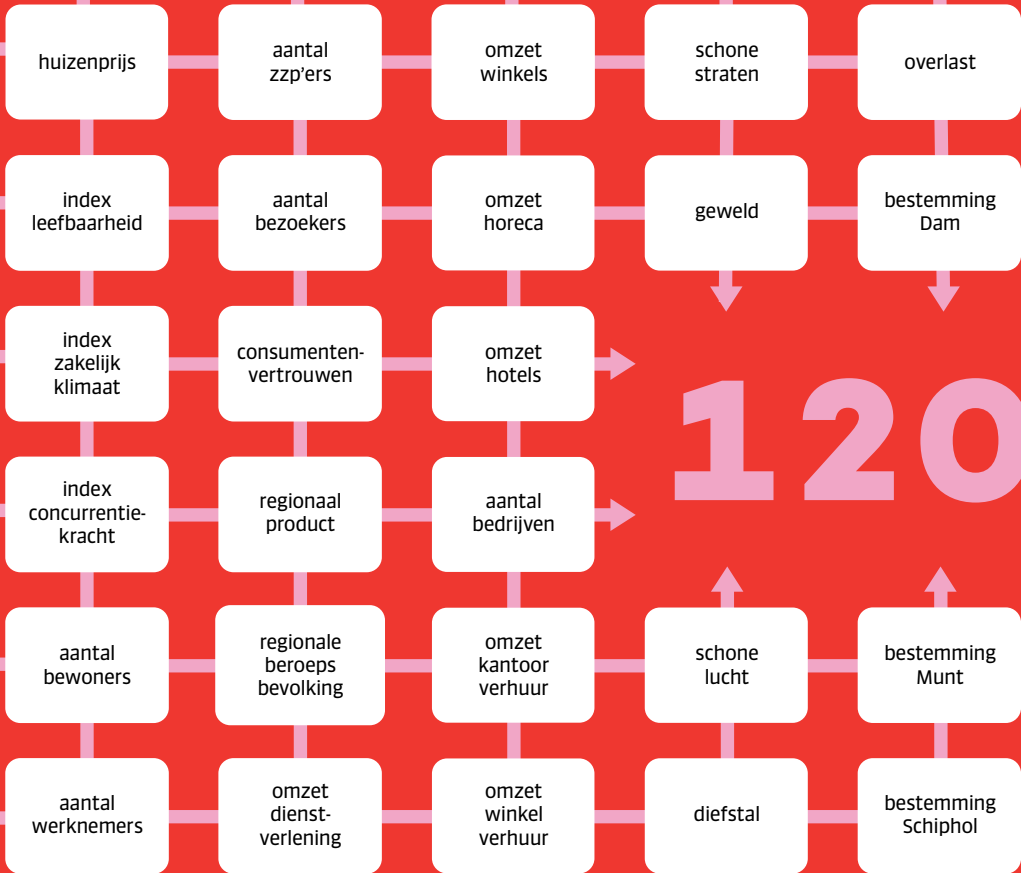 huizenprijs
aantal
zzp'ers
omzet
winkels
schone
straten
overlast
index
leefbaarheid
aantal
bezoekers
omzet
horeca
geweld
bestemming
Dam
index
zakelijk
klimaat
consumenten-
vertrouwen
omzet
hotels
120
index
concurrentie-
kracht
regionaal
product
aantal
bedrijven
aantal
bewoners
regionale
beroeps
bevolking
omzet
kantoor
verhuur
schone
lucht
bestemming
Munt
aantal
werknemers
omzet
dienst-
verlening
omzet
winkel
verhuur
diefstal
bestemming
Schiphol